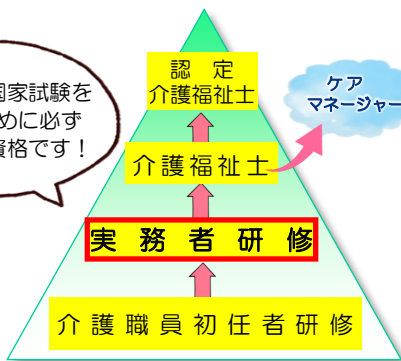 認 定
介護福祉士
ケア
マネージャー
国家試験を
めに必ず
資格です！
介護福祉士
実 務 者 研 修
介 護 職 員 初 任 者 研 修